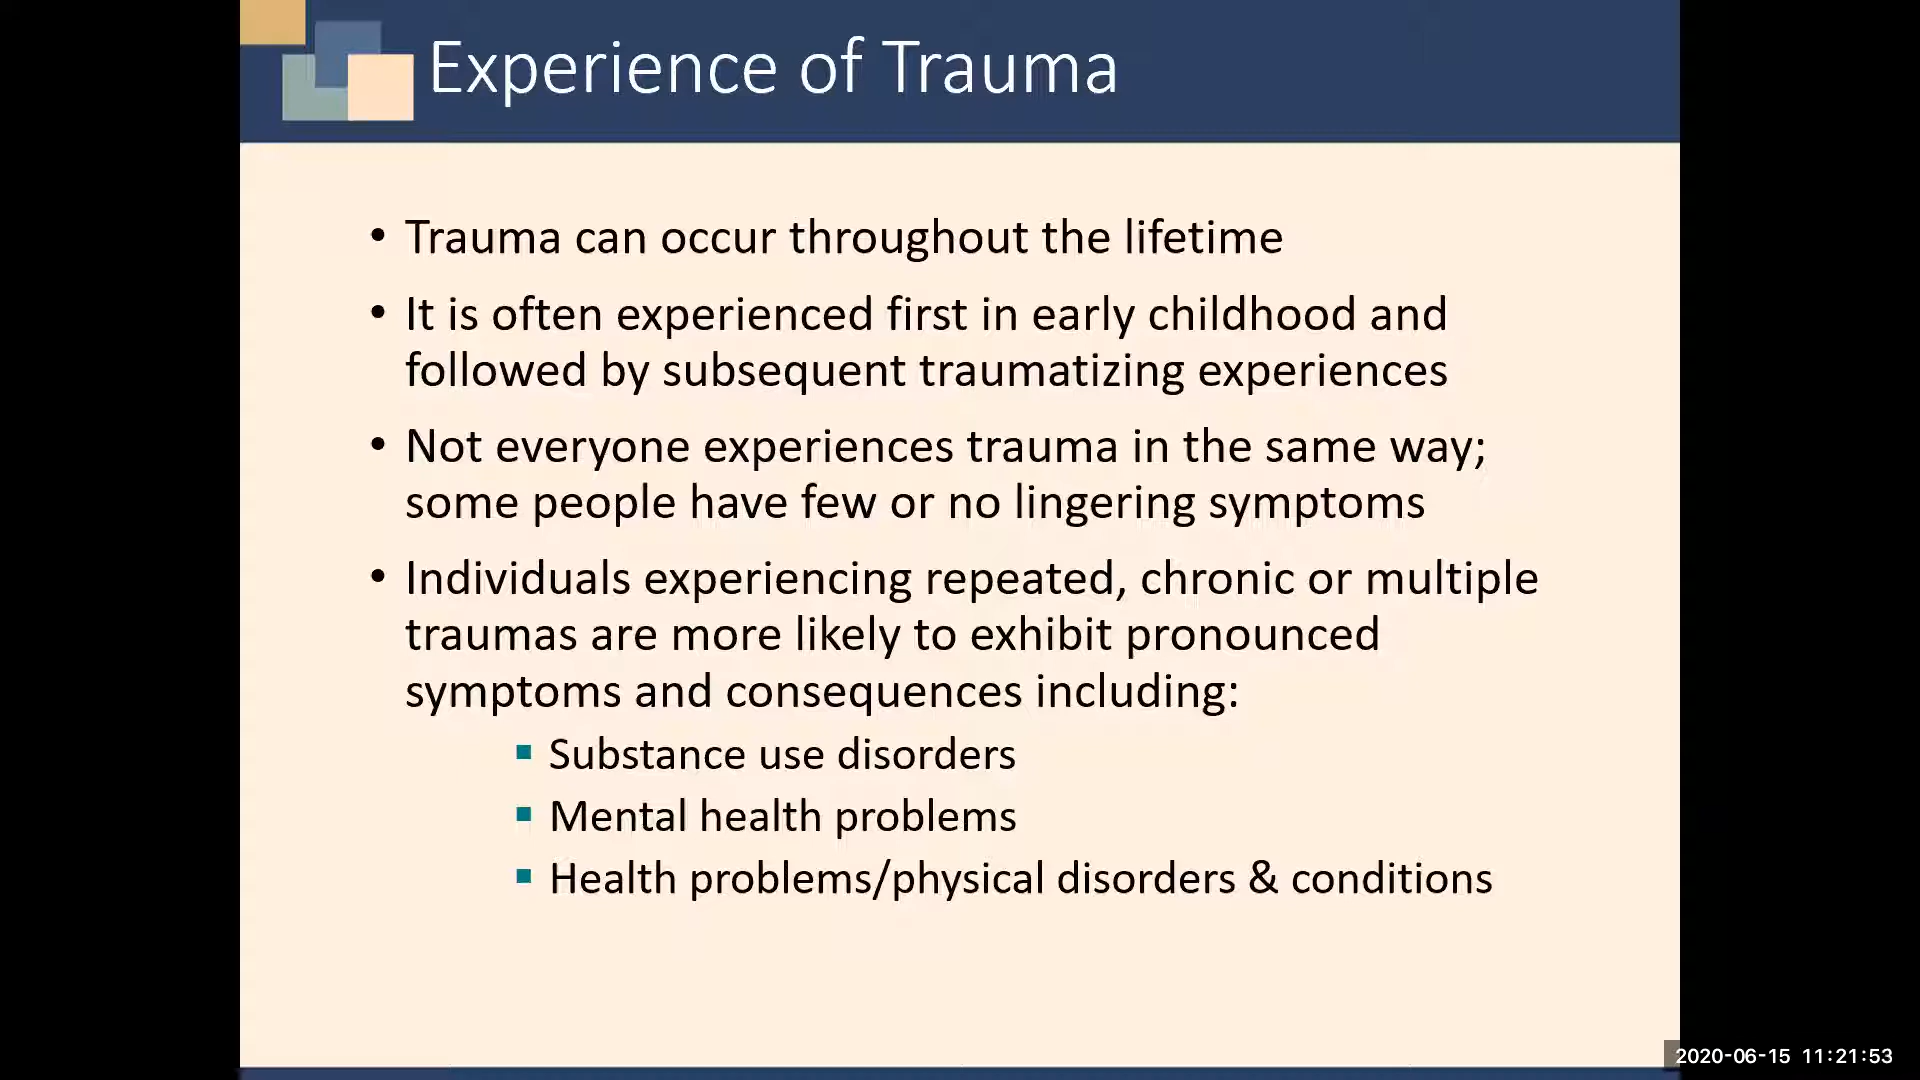 Experience of Trauma
• Trauma can occur throughout the lifetime
• It is often experienced first in early childhood and
followed by subsequent traumatizing experiences
• Not everyone experiences trauma in the same way;
some people have few or no lingering symptoms
• Individuals experiencing repeated, chronic or multiple
traumas are more likely to exhibit pronounced
symptoms and consequences including:
▪ Substance use disorders
▪ Mental health problems
▪ Health problems/physical disorders & conditions
2020-06-15 11:21:53